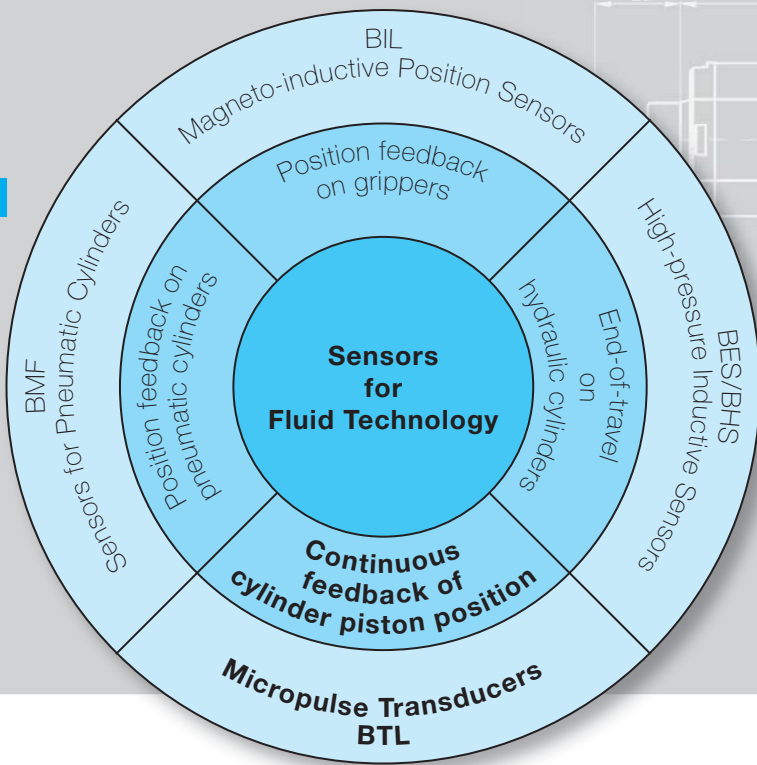 BIL
Magneto-inductive Position Sensors
Position feedback
on grippers
BMF
Sensors for Pneumatic Cylinders
Position feedback on
pneumatic cylinders
Sensors
for
Fluid Technology
End-of-travel
on
hydraulic cylinders
BES/BHS
High-pressure Inductive Sensors
Continuous
feedback of
cylinder piston position
Micropulse Transducers
BTL